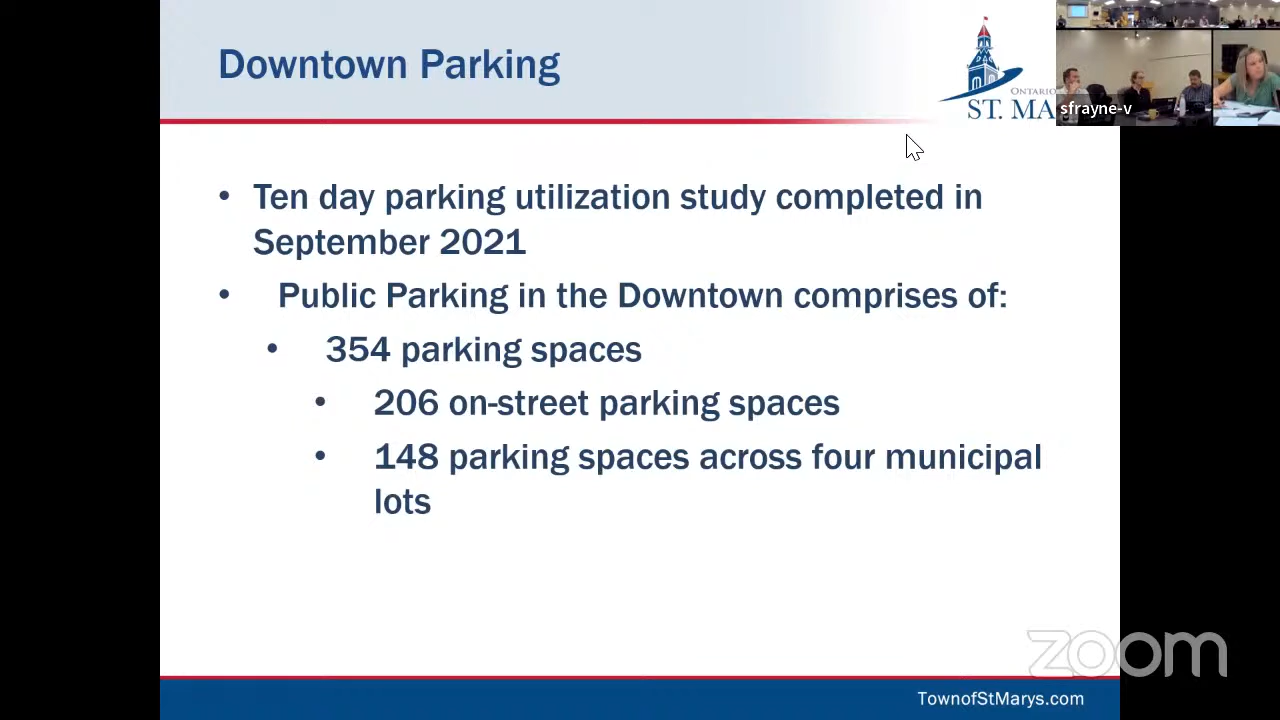 Downtown Parking
ONTARIO
ST. MA
sfrayne-v
• Ten day parking utilization study completed in
September 2021
• Public Parking in the Downtown comprises of:
• 354 parking spaces
• 206 on-street parking spaces
• 148 parking spaces across four municipal
lots
zoom
TownofStMarys.com